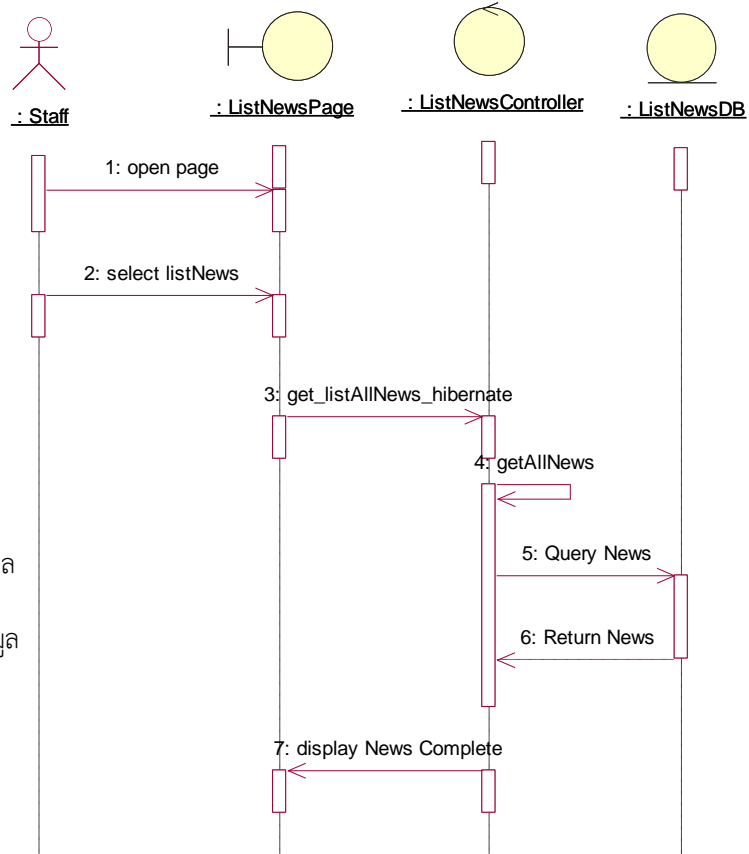 : Staff
: ListNewsPage
: ListNewsController
: ListNewsDB
1: open page
2: select listNews
3: get_listAllNews_hibernate
4: getAllNews
5: Query News
6: Return News
7: display News Complete